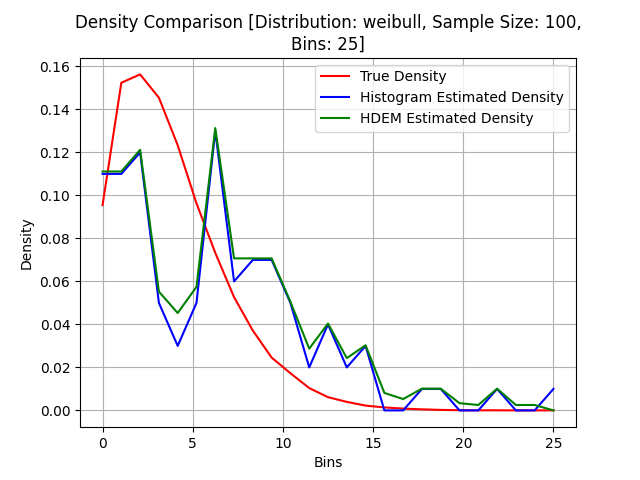 Density Comparison [Distribution: weibull, Sample Size: 100,
Bins: 25]
True Density
Histogram Estimated Density
HDEM Estimated Density
Density
0.16
0.14
0.12
0.10
0.08
0.06
0.04
0.02
0.00
0 5 10 15 20 25
Bins